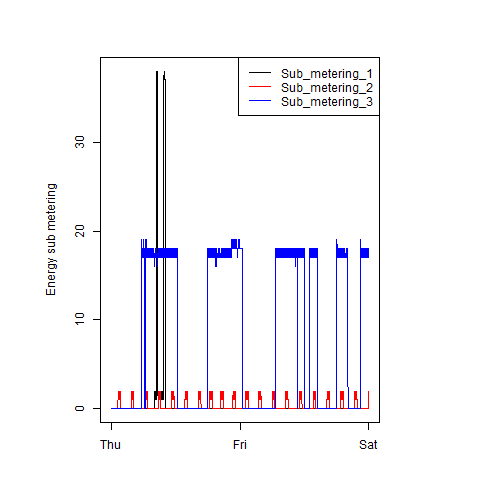 Sub_metering_1
Sub_metering_2
Sub_metering_3
Energy sub metering
30
20
10
0
Thu
Fri
Sat